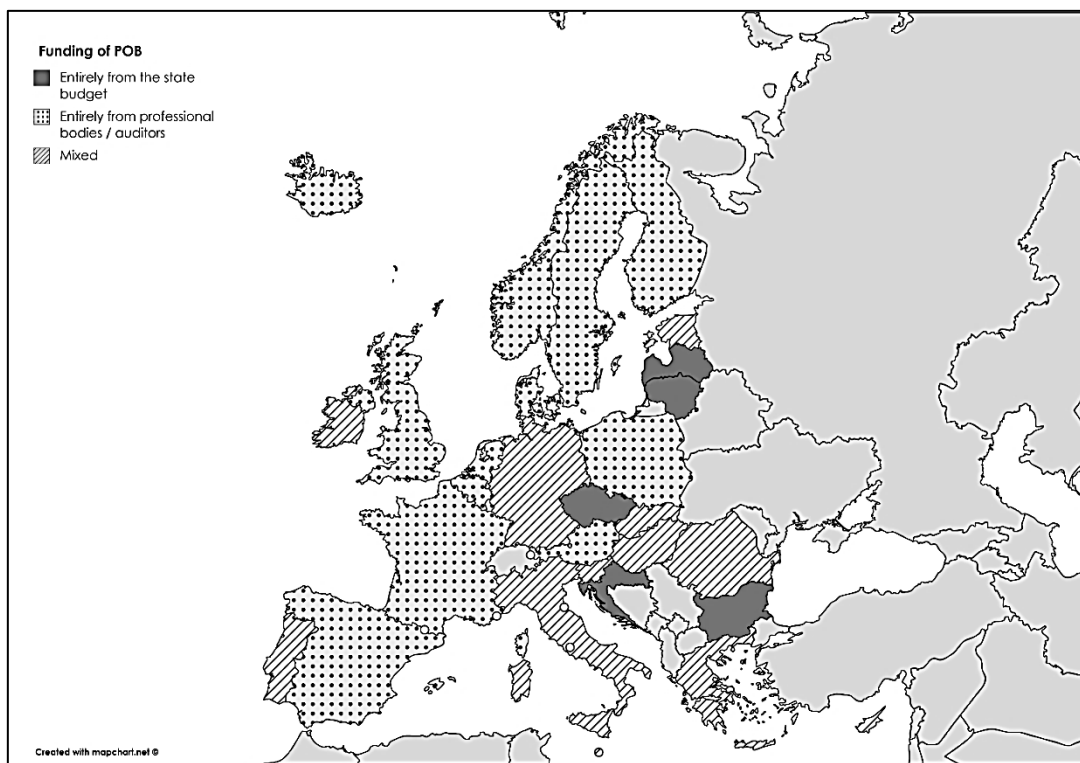 Funding of POB
Entirely from the state
budget
Entirely from professional
bodies / auditors
Mixed
Created with mapchart.net ©